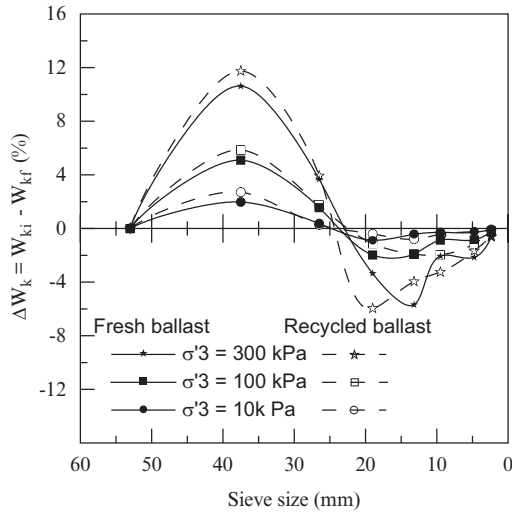 16
12
8
4
0
-4
-8
-12
ΔW_k = W_ki - W_kf (%)
Fresh ballast Recycled ballast
σ'3 = 300 kPa
σ'3 = 100 kPa
σ'3 = 10k Pa
60 50 40 30 20 10 0
Sieve size (mm)